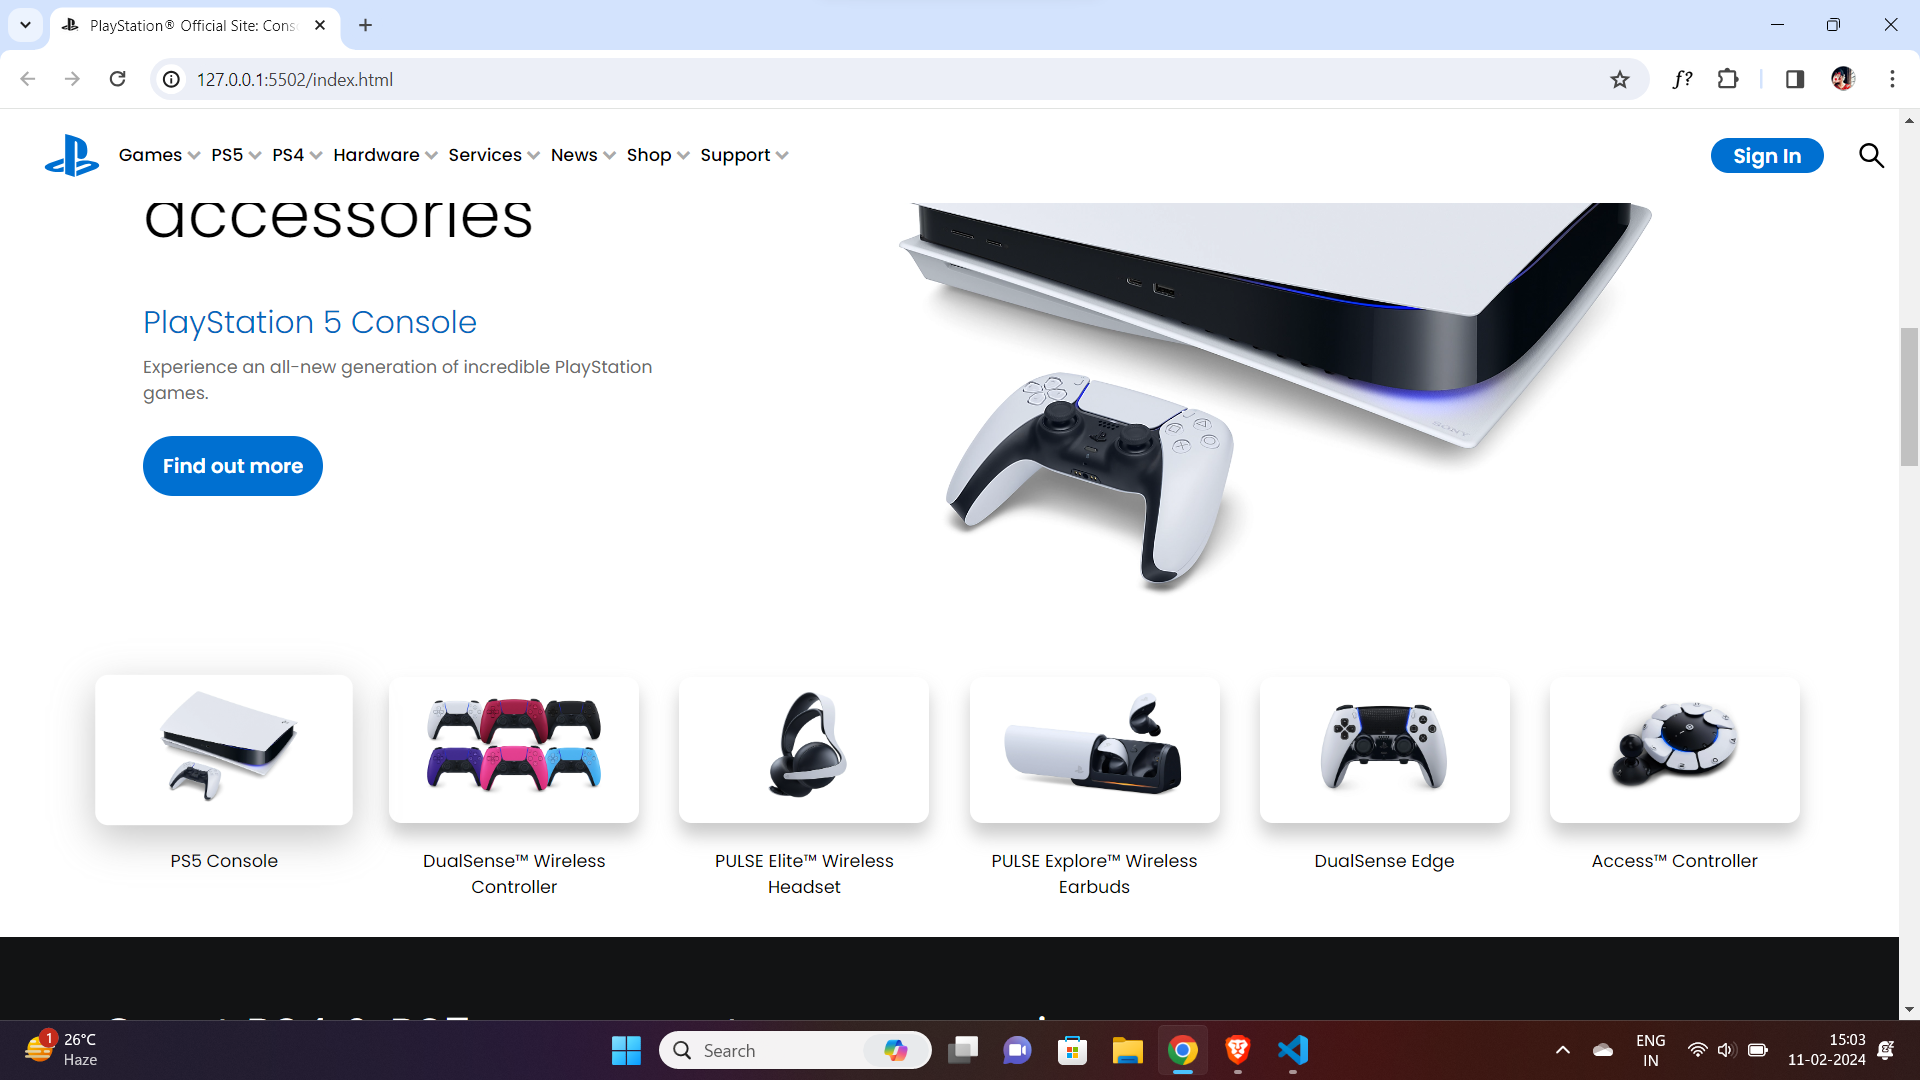 PlayStation® Official Site: Cons
127.0.0.1:5502/index.html
f?
Games PS5 PS4 Hardware Services News Shop Support
Sign In
accessories
PlayStation 5 Console
Experience an all-new generation of incredible PlayStation
games.
Find out more
SONY
PS5 Console
DualSense™ Wireless
Controller
PULSE Elite™ Wireless
Headset
PULSE Explore™ Wireless
Earbuds
DualSense Edge
Access™ Controller
1
26°C
Haze
Search
ENG
IN
15:03
11-02-2024